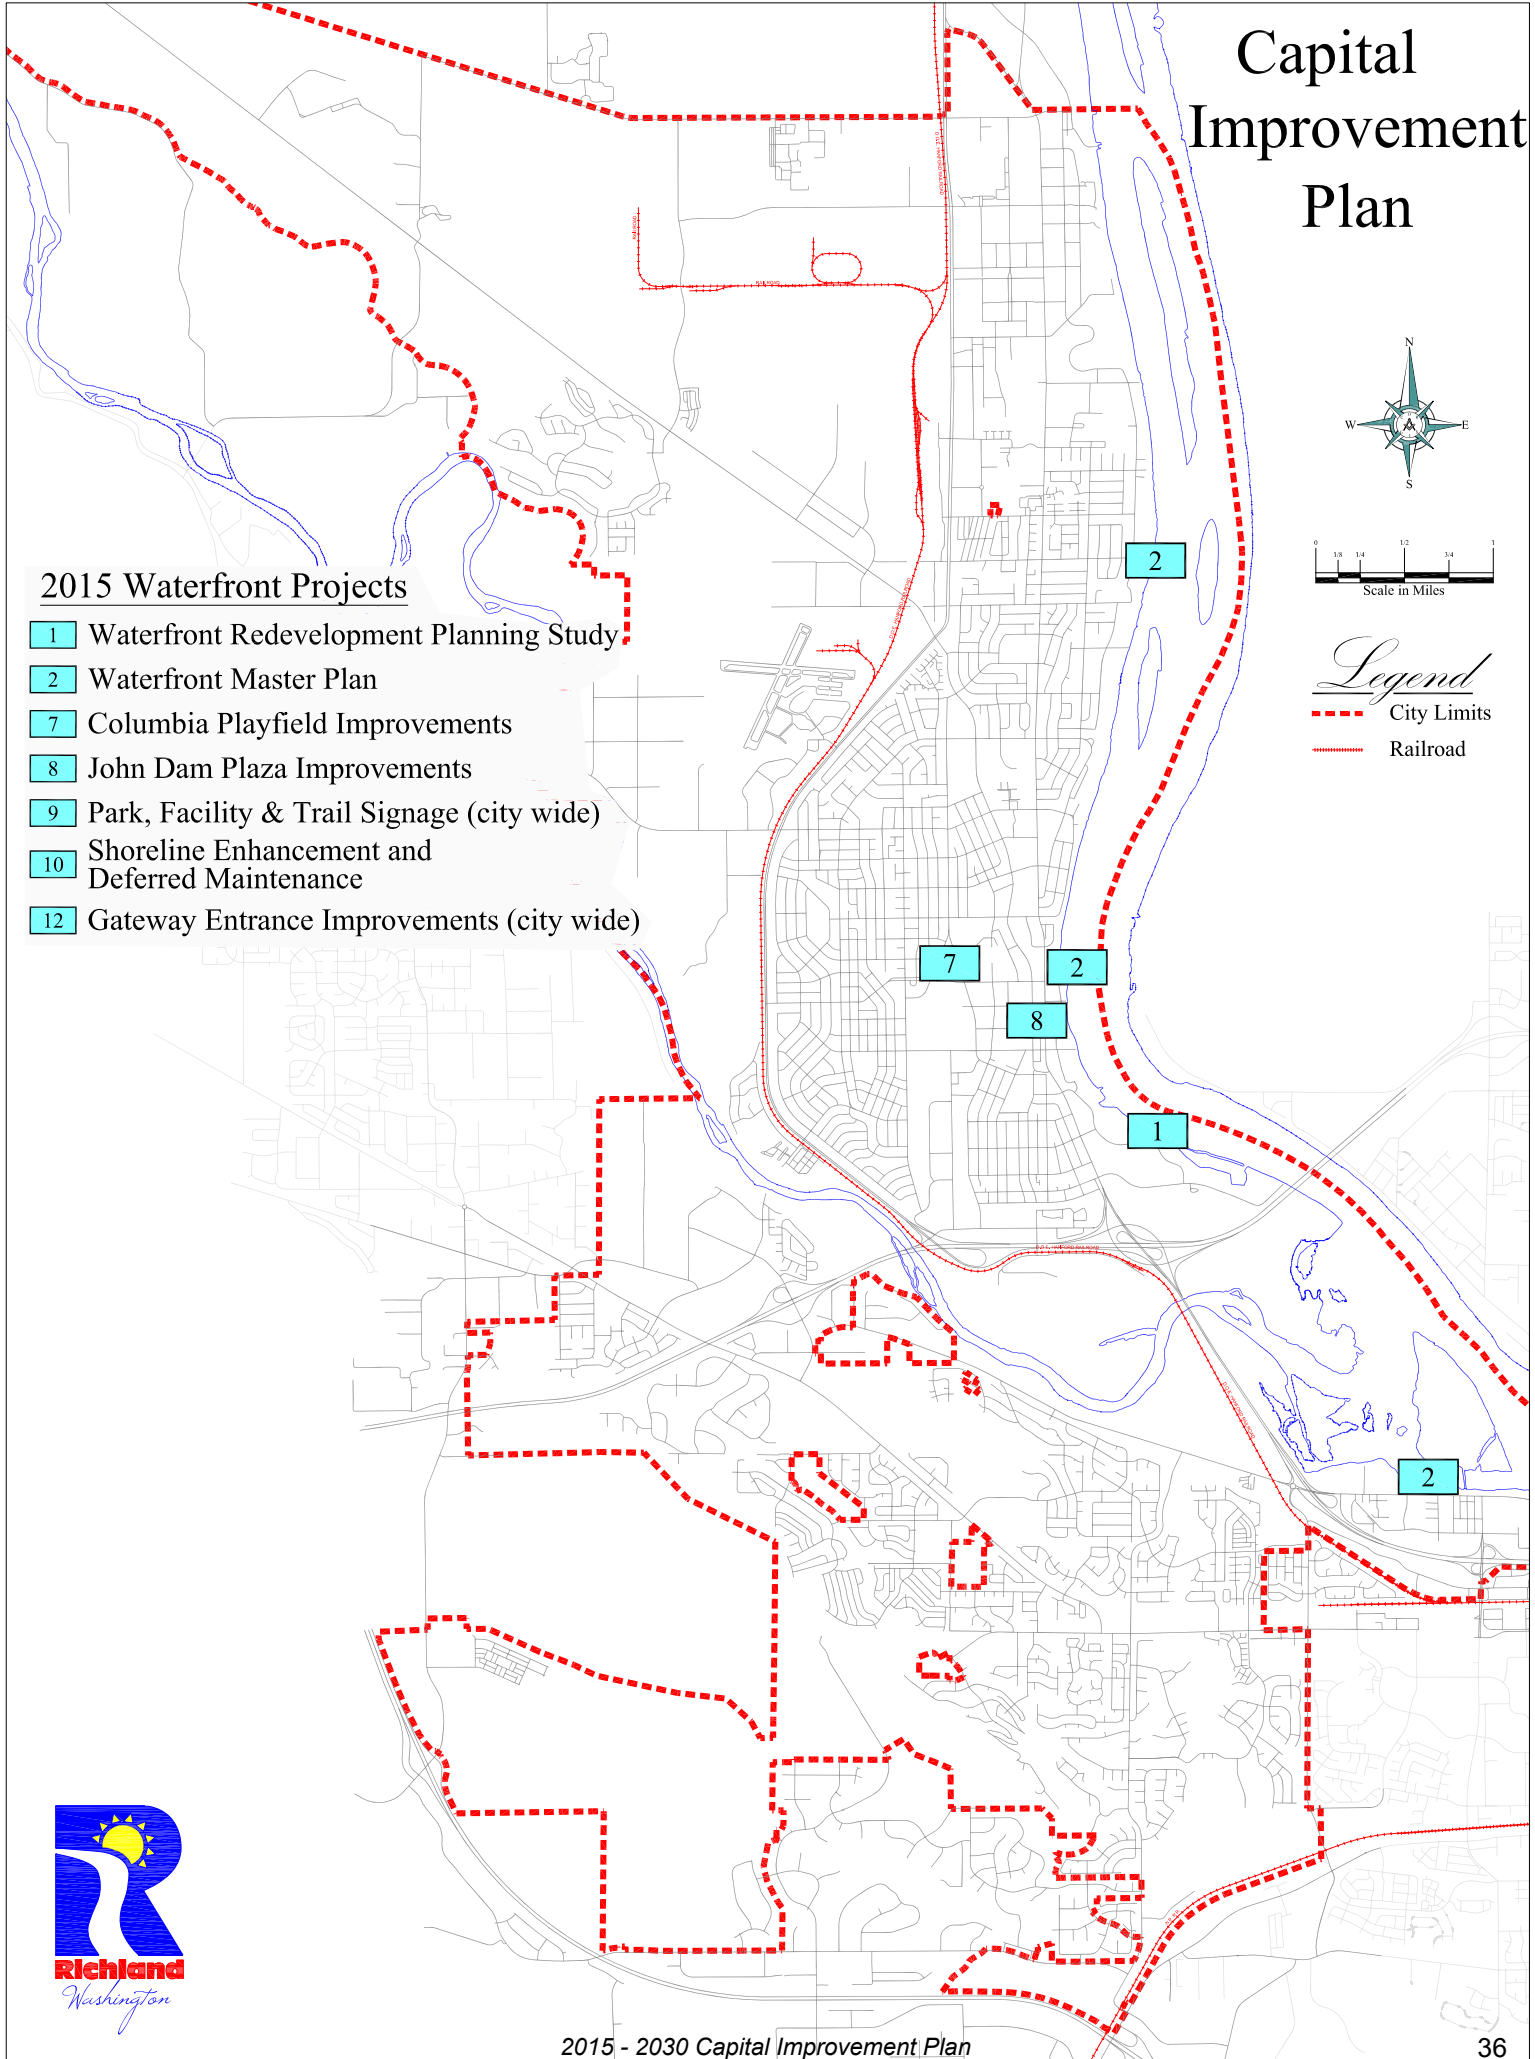 Capital
Improvement
Plan
N
W
E
S
0
1/8
1/4
1/2
3/4
1
Scale in Miles
Legend
City Limits
Railroad
2015 Waterfront Projects
1 Waterfront Redevelopment Planning Study
2 Waterfront Master Plan
7 Columbia Playfield Improvements
8 John Dam Plaza Improvements
9 Park, Facility & Trail Signage (city wide)
10 Shoreline Enhancement and
Deferred Maintenance
12 Gateway Entrance Improvements (city wide)
RAILROAD
RAILROAD
2
7
2
8
1
2
Richland
Washington
2015 - 2030 Capital Improvement Plan
36